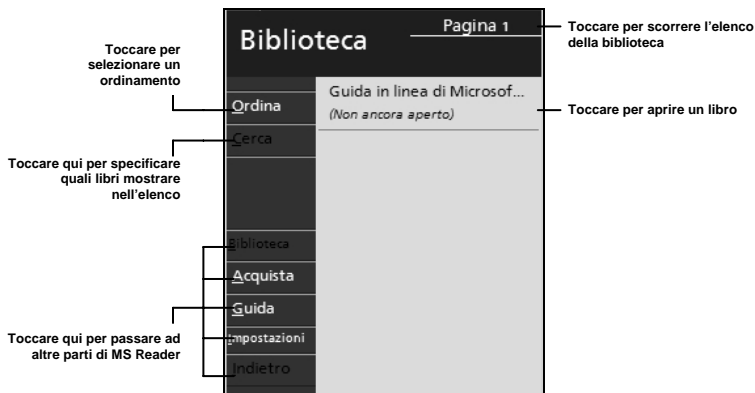 Toccare per
selezionare un
ordinamento
Toccare qui per specificare
quali libri mostrare
nell'elenco
Toccare qui per passare ad
altre parti di MS Reader
Biblioteca
Pagina 1
Ordina
Cerca
Biblioteca
Acquista
Guida
Impostazioni
Indietro
Guida in linea di Microsof...
(Non ancora aperto)
Toccare per scorrere l'elenco
della biblioteca
Toccare per aprire un libro